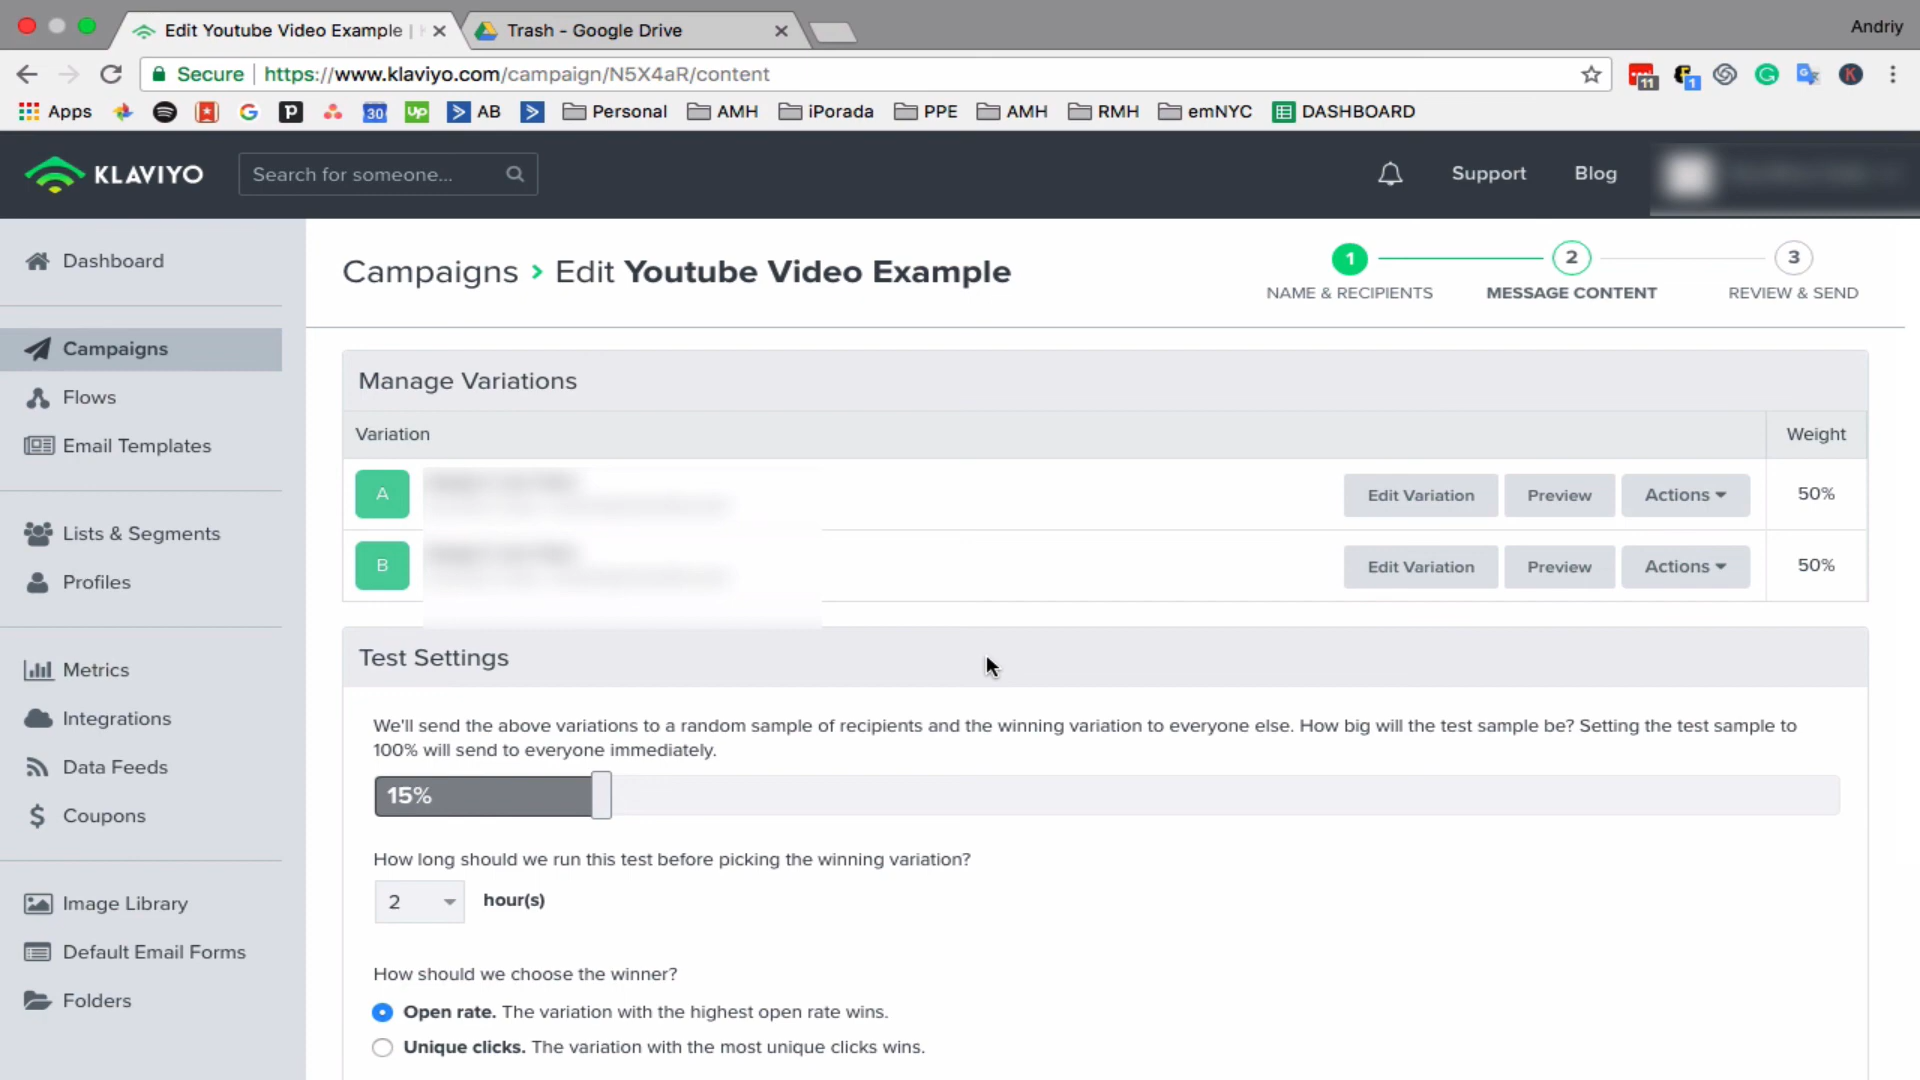 Edit Youtube Video Example |
Trash - Google Drive
Andriy
Secure
https://www.klaviyo.com/campaign/N5X4aR/content
11
1
K
Apps
30
up
AB
Personal
AMH
iPorada
PPE
AMH
RMH
emNYC
DASHBOARD
KLAVIYO
Search for someone...
Support
Blog
Dashboard
Campaigns
Flows
Email Templates
Lists & Segments
Profiles
Metrics
Integrations
Data Feeds
Coupons
Image Library
Default Email Forms
Folders
Campaigns > Edit Youtube Video Example
1
2
3
NAME & RECIPIENTS
MESSAGE CONTENT
REVIEW & SEND
Manage Variations
Variation
Weight
A
Edit Variation
Preview
Actions
50%
B
Edit Variation
Preview
Actions
50%
Test Settings
We'll send the above variations to a random sample of recipients and the winning variation to everyone else. How big will the test sample be? Setting the test sample to
100% will send to everyone immediately.
15%
How long should we run this test before picking the winning variation?
2
hour(s)
How should we choose the winner?
Open rate. The variation with the highest open rate wins.
Unique clicks. The variation with the most unique clicks wins.